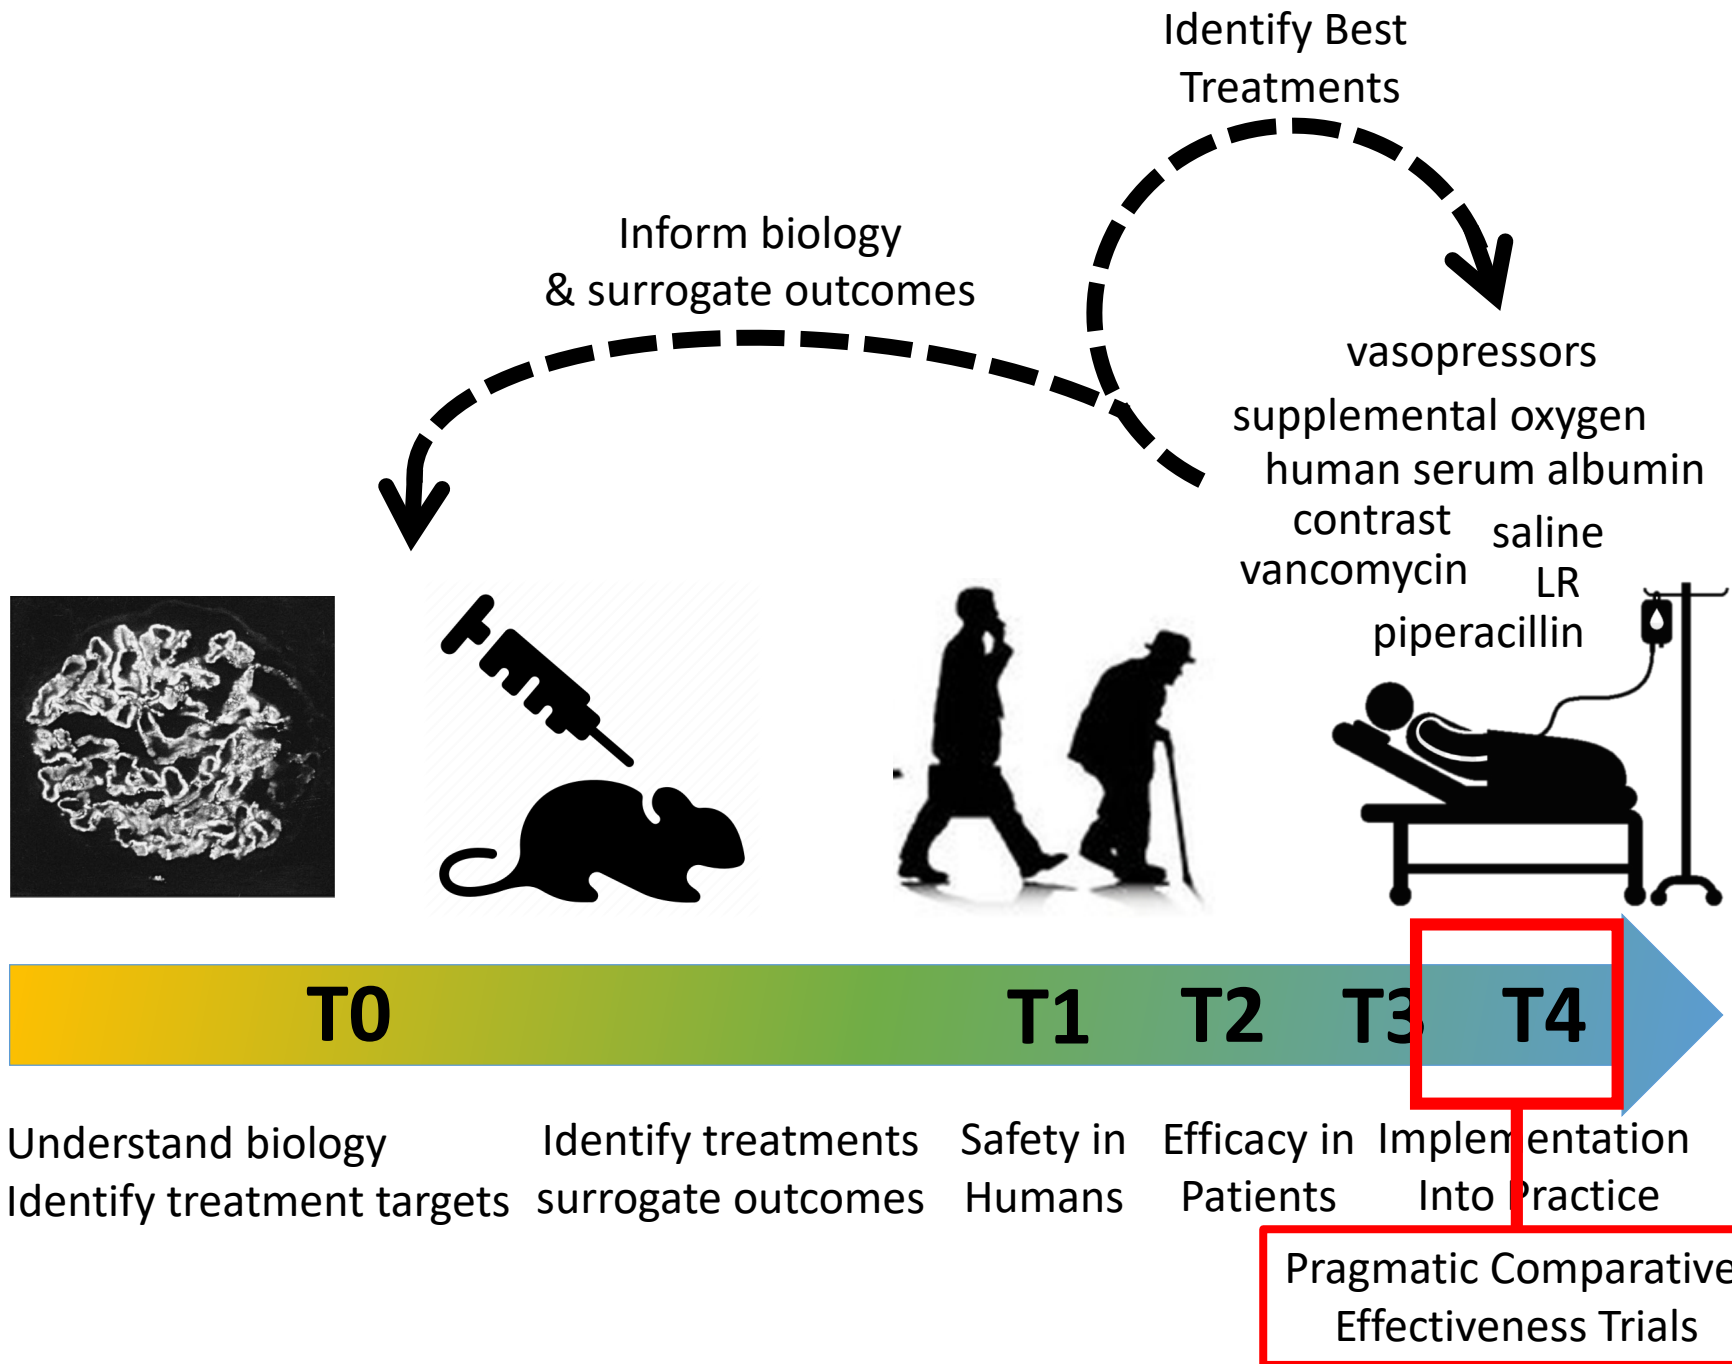 Identify Best
Treatments
Inform biology
& surrogate outcomes
vasopressors
supplemental oxygen
human serum albumin
contrast
saline
vancomycin
LR
piperacillin
T0
T1
T2
T3
T4
Understand biology
Identify treatment targets
Identify treatments
surrogate outcomes
Safety in
Humans
Efficacy in
Patients
Implementation
Into Practice
Pragmatic Comparative
Effectiveness Trials